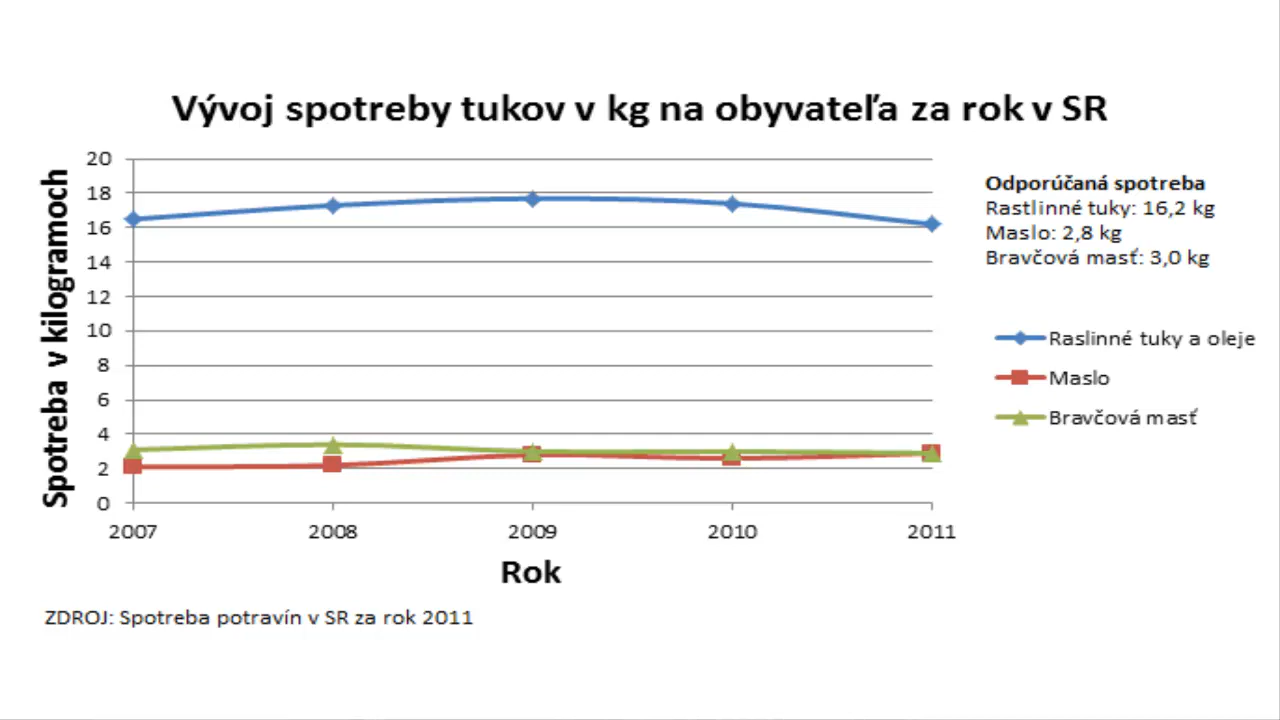 Vývoj spotreby tukov v kg na obyvateľa za rok v SR
Spotreba v kilogramoch
20
18
16
14
12
10
8
6
4
2
0
2007 2008 2009 2010 2011
Rok
Odporúčaná spotreba
Rastlinné tuky: 16,2 kg
Maslo: 2,8 kg
Bravčová masť: 3,0 kg
Raslinné tuky a oleje
Maslo
Bravčová masť
ZDROJ: Spotreba potravín v SR za rok 2011